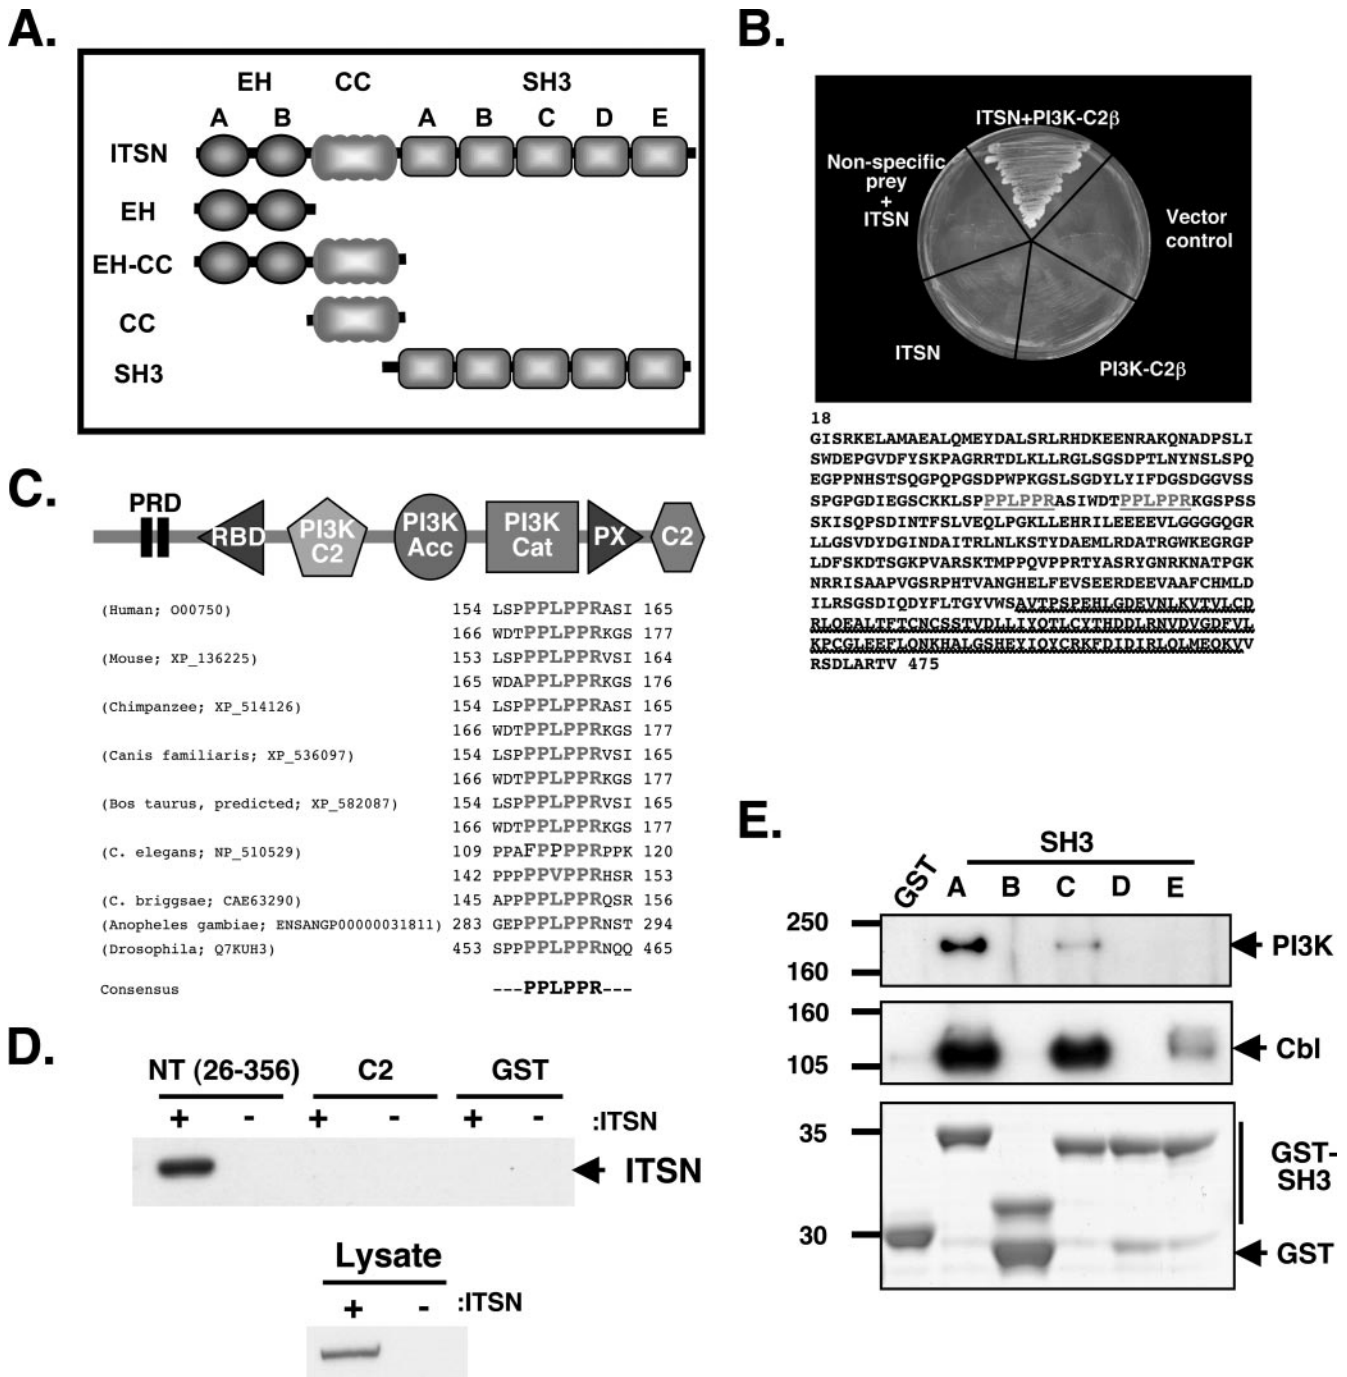 A.
EH CC SH3
A B A B C D E
ITSN
EH
EH-CC
CC
SH3
B.
ITSN+PI3K-C2β
Non-specific
prey
+
ITSN
Vector
control
ITSN
PI3K-C2β
18
GISRKELAMAEALQMEYDALSRLRHDKEENRAKQNADPSLI
SWDEPGVDFYSKPAGRRTDLKLLRGLSGSDPTLNYNSLSPQ
EGPPNHSTSQGPQPGSDPWPKGSLSGDYLYIFDGSDGGVSS
SPGPGDIEGSCKKLSPPPLPPRASIWDTPPLPPRKGSPSS
SKISQPSDINTFSLVEQLPGKLLEHRILEEEEVLGGGGQGR
LLGSVDYDGINDAITRLNLKSTYDAEMLRDATRGWKEGRGP
LDFSKDTSGKPVARSKTMPPQVPPRTYASRYGNRKNATPGK
NRRISAAPVGSRPHTVANGHELFEVSEERDEEVAAFCHMLD
ILRSGSDIQDYFLTGYVWSAVTPSPEHLGDEVNLKVTVLCD
RLQEALTFTCNCSSTVDLLIYQTLCYTHDDLRNVDVGDFVL
KPCGLEEFLQNKHALGSHEYIQYCRKFDIDIRLQLMEQKVV
RSDLARTV 475
C.
PRD
RBD PI3K C2 PI3K Acc PI3K Cat PX C2
(Human; O00750) 154 LSPPPLPPRASI 165
166 WDTPPLPPRKGS 177
(Mouse; XP_136225) 153 LSPPPLPPRVSI 164
165 WDAPPLPPRKGS 176
(Chimpanzee; XP_514126) 154 LSPPPLPPRASI 165
166 WDTPPLPPRKGS 177
(Canis familiaris; XP_536097) 154 LSPPPLPPRVSI 165
166 WDTPPLPPRKGS 177
(Bos taurus, predicted; XP_582087) 154 LSPPPLPPRVSI 165
166 WDTPPLPPRKGS 177
(C. elegans; NP_510529) 109 PPAFPPPPRPPK 120
142 PPPPPVPPRHSR 153
(C. briggsae; CAE63290) 145 APPPPLPPRQSR 156
(Anopheles gambiae; ENSANGP00000031811) 283 GEPPPLPPRNST 294
(Drosophila; Q7KUH3) 453 SPPPPLPPRNQQ 465
Consensus ---PPLPPR---
D.
NT (26-356) C2 GST
+ - + - + - :ITSN
ITSN
Lysate
+ - :ITSN
E.
SH3
GST A B C D E
250
160
PI3K
160
105
Cbl
35
30
GST-
SH3
GST